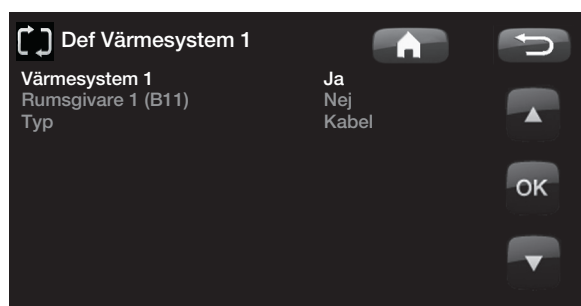 Def Värmesystem 1
Värmesystem 1 Ja
Rumsgivare 1 (B11) Nej
Typ Kabel
OK